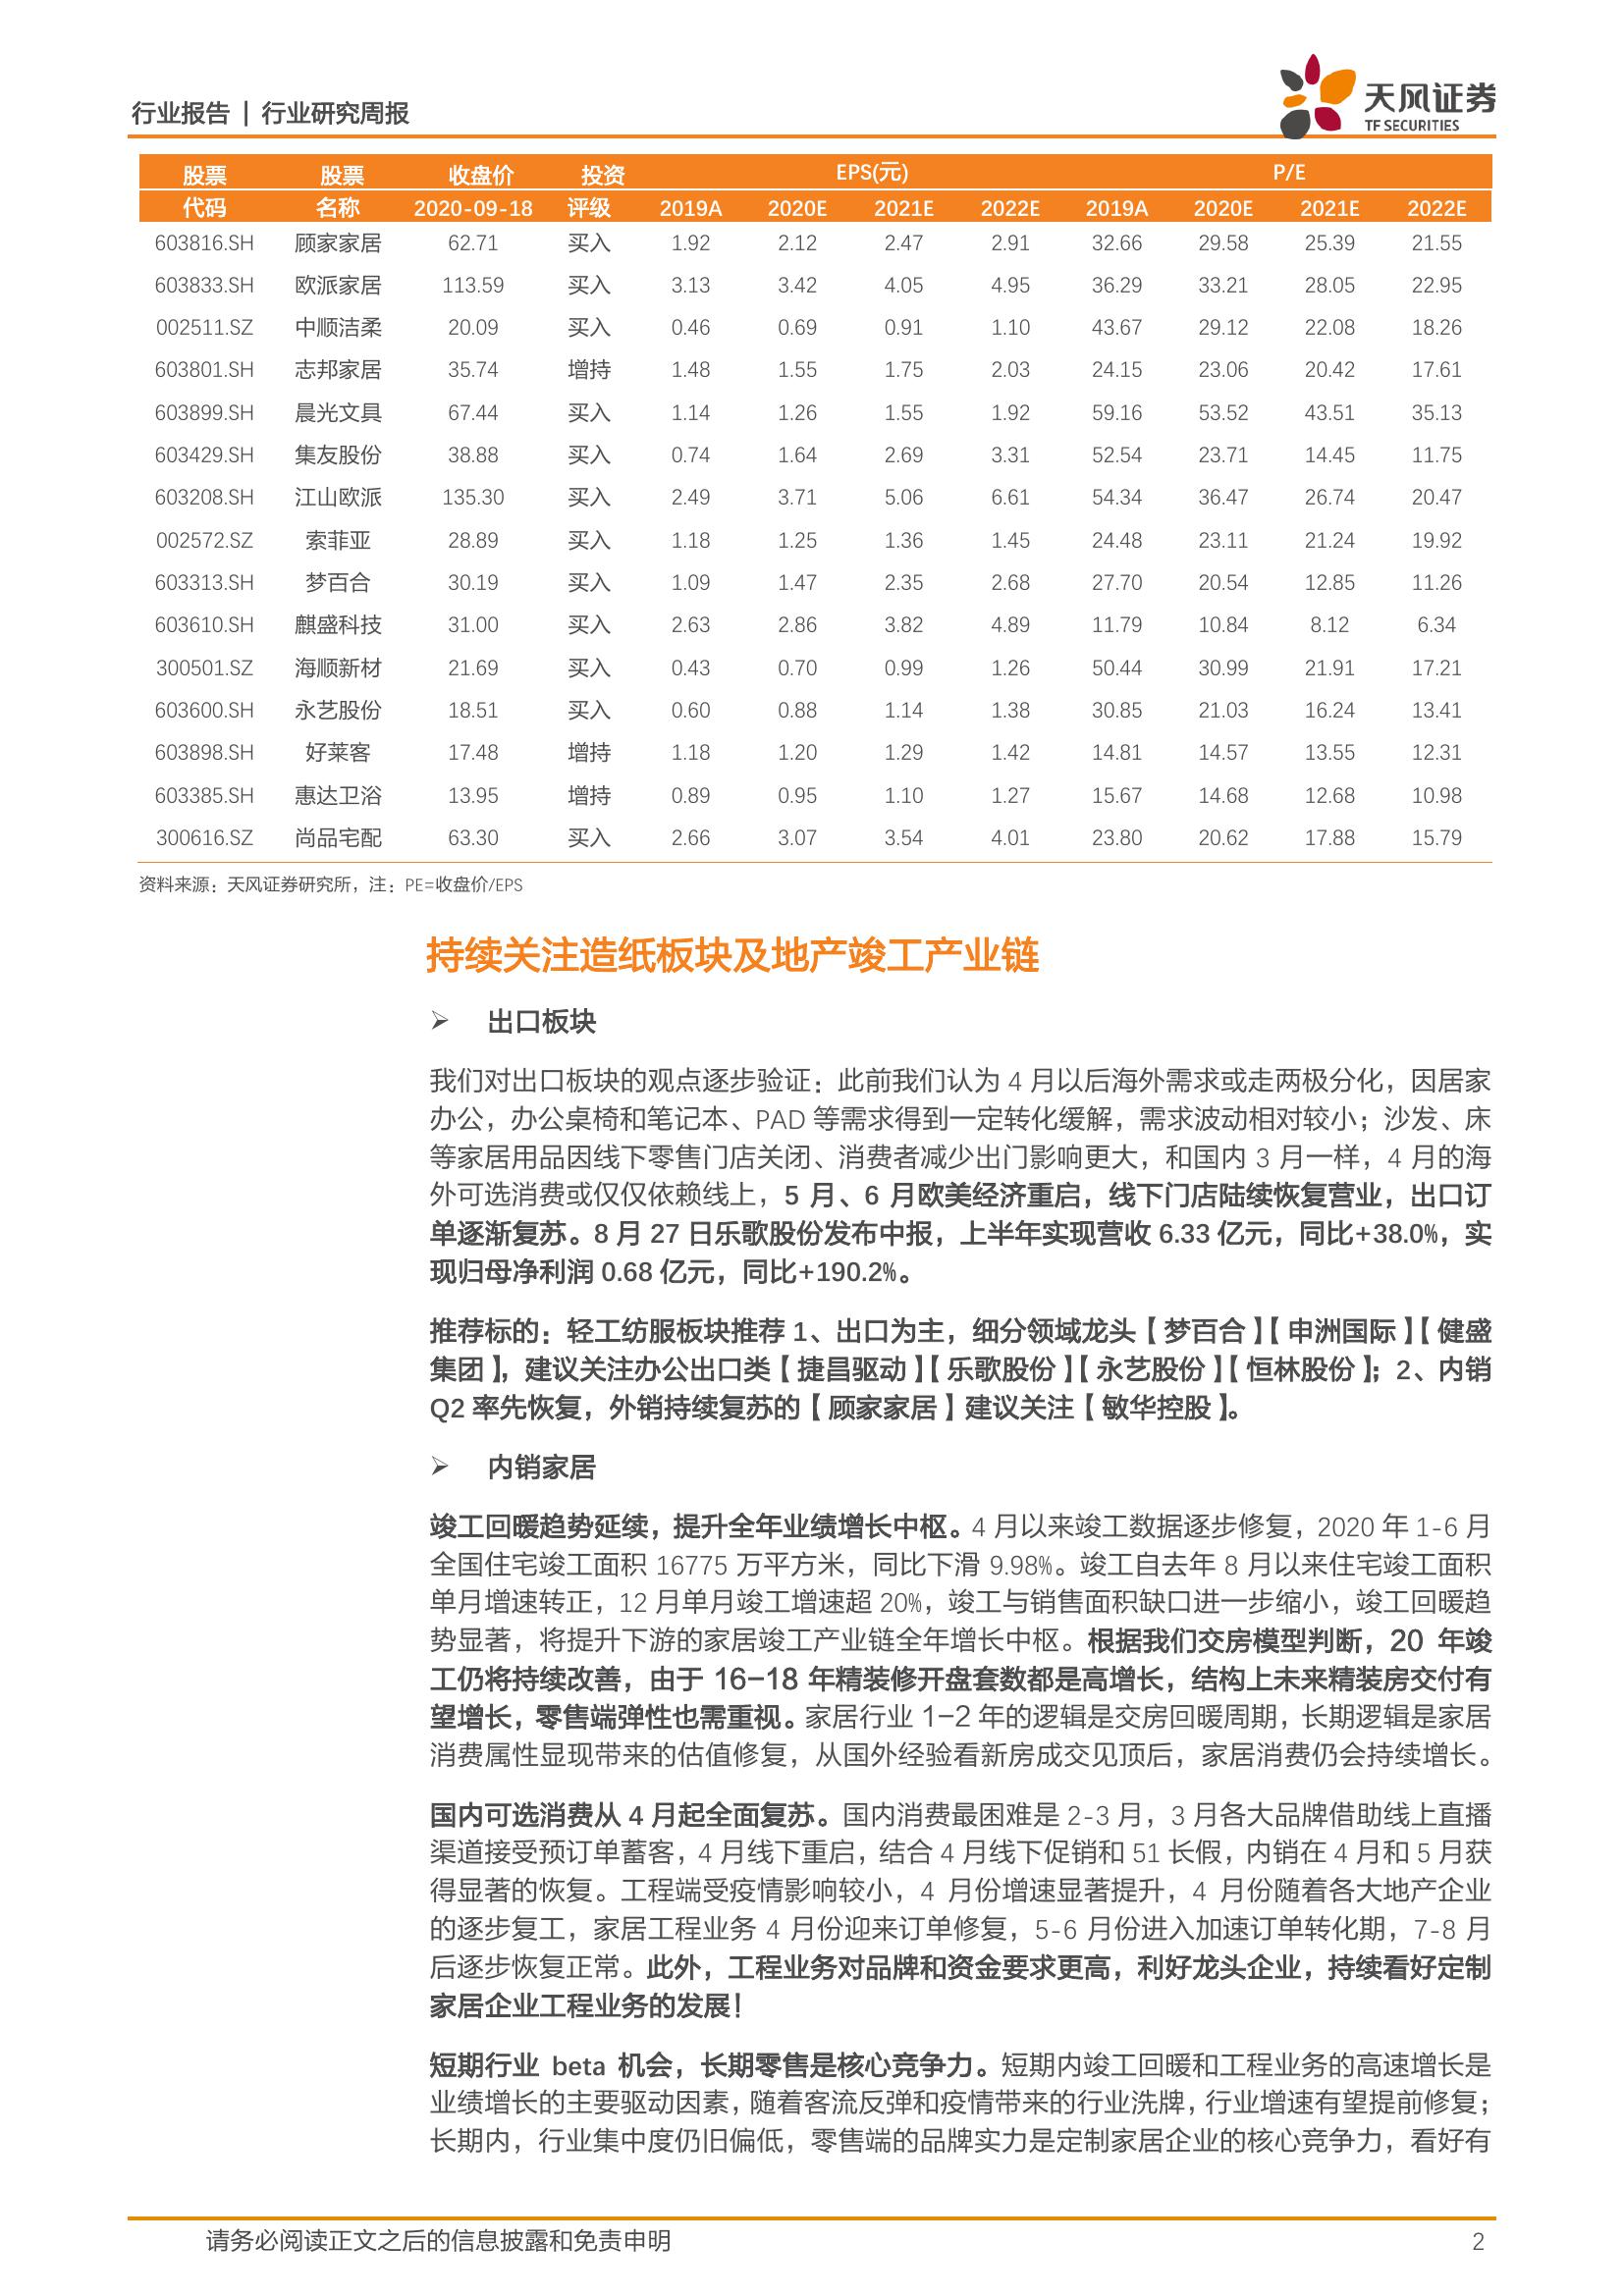 行业报告 | 行业研究周报
天风证券
TF SECURITIES
股票 股票 收盘价 投资 EPS(元) P/E
代码 名称 2020-09-18 评级 2019A 2020E 2021E 2022E 2019A 2020E 2021E 2022E
603816.SH 顾家家居 62.71 买入 1.92 2.12 2.47 2.91 32.66 29.58 25.39 21.55
603833.SH 欧派家居 113.59 买入 3.13 3.42 4.05 4.95 36.29 33.21 28.05 22.95
002511.SZ 中顺洁柔 20.09 买入 0.46 0.69 0.91 1.10 43.67 29.12 22.08 18.26
603801.SH 志邦家居 35.74 增持 1.48 1.55 1.75 2.03 24.15 23.06 20.42 17.61
603899.SH 晨光文具 67.44 买入 1.14 1.26 1.55 1.92 59.16 53.52 43.51 35.13
603429.SH 集友股份 38.88 买入 0.74 1.64 2.69 3.31 52.54 23.71 14.45 11.75
603208.SH 江山欧派 135.30 买入 2.49 3.71 5.06 6.61 54.34 36.47 26.74 20.47
002572.SZ 索菲亚 28.89 买入 1.18 1.25 1.36 1.45 24.48 23.11 21.24 19.92
603313.SH 梦百合 30.19 买入 1.09 1.47 2.35 2.68 27.70 20.54 12.85 11.26
603610.SH 麒盛科技 31.00 买入 2.63 2.86 3.82 4.89 11.79 10.84 8.12 6.34
300501.SZ 海顺新材 21.69 买入 0.43 0.70 0.99 1.26 50.44 30.99 21.91 17.21
603600.SH 永艺股份 18.51 买入 0.60 0.88 1.14 1.38 30.85 21.03 16.24 13.41
603898.SH 好莱客 17.48 增持 1.18 1.20 1.29 1.42 14.81 14.57 13.55 12.31
603385.SH 惠达卫浴 13.95 增持 0.89 0.95 1.10 1.27 15.67 14.68 12.68 10.98
300616.SZ 尚品宅配 63.30 买入 2.66 3.07 3.54 4.01 23.80 20.62 17.88 15.79
资料来源：天风证券研究所，注：PE=收盘价/EPS
持续关注造纸板块及地产竣工产业链
➢ 出口板块
我们对出口板块的观点逐步验证：此前我们认为 4 月以后海外需求或走两极分化，因居家
办公，办公桌椅和笔记本、PAD 等需求得到一定转化缓解，需求波动相对较小；沙发、床
等家居用品因线下零售门店关闭、消费者减少出门影响更大，和国内 3 月一样，4 月的海
外可选消费或仅仅依赖线上，5 月、6 月欧美经济重启，线下门店陆续恢复营业，出口订
单逐渐复苏。8 月 27 日乐歌股份发布中报，上半年实现营收 6.33 亿元，同比+38.0%，实
现归母净利润 0.68 亿元，同比+190.2%。
推荐标的：轻工纺服板块推荐 1、出口为主，细分领域龙头【梦百合】【申洲国际】【健盛
集团】，建议关注办公出口类【捷昌驱动】【乐歌股份】【永艺股份】【恒林股份】；2、内销
Q2 率先恢复，外销持续复苏的【顾家家居】建议关注【敏华控股】。
➢ 内销家居
竣工回暖趋势延续，提升全年业绩增长中枢。4 月以来竣工数据逐步修复，2020 年 1-6 月
全国住宅竣工面积 16775 万平方米，同比下滑 9.98%。竣工自去年 8 月以来住宅竣工面积
单月增速转正，12 月单月竣工增速超 20%，竣工与销售面积缺口进一步缩小，竣工回暖趋
势显著，将提升下游的家居竣工产业链全年增长中枢。根据我们交房模型判断，20 年竣
工仍将持续改善，由于 16-18 年精装修开盘套数都是高增长，结构上未来精装房交付有
望增长，零售端弹性也需重视。家居行业 1-2 年的逻辑是交房回暖周期，长期逻辑是家居
消费属性显现带来的估值修复，从国外经验看新房成交见顶后，家居消费仍会持续增长。
国内可选消费从 4 月起全面复苏。国内消费最困难是 2-3 月，3 月各大品牌借助线上直播
渠道接受预订单蓄客，4 月线下重启，结合 4 月线下促销和 51 长假，内销在 4 月和 5 月获
得显著的恢复。工程端受疫情影响较小，4 月份增速显著提升，4 月份随着各大地产企业
的逐步复工，家居工程业务 4 月份迎来订单修复，5-6 月份进入加速订单转化期，7-8 月
后逐步恢复正常。此外，工程业务对品牌和资金要求更高，利好龙头企业，持续看好定制
家居企业工程业务的发展！
短期行业 beta 机会，长期零售是核心竞争力。短期内竣工回暖和工程业务的高速增长是
业绩增长的主要驱动因素，随着客流反弹和疫情带来的行业洗牌，行业增速有望提前修复；
长期内，行业集中度仍旧偏低，零售端的品牌实力是定制家居企业的核心竞争力，看好有
请务必阅读正文之后的信息披露和免责申明 2